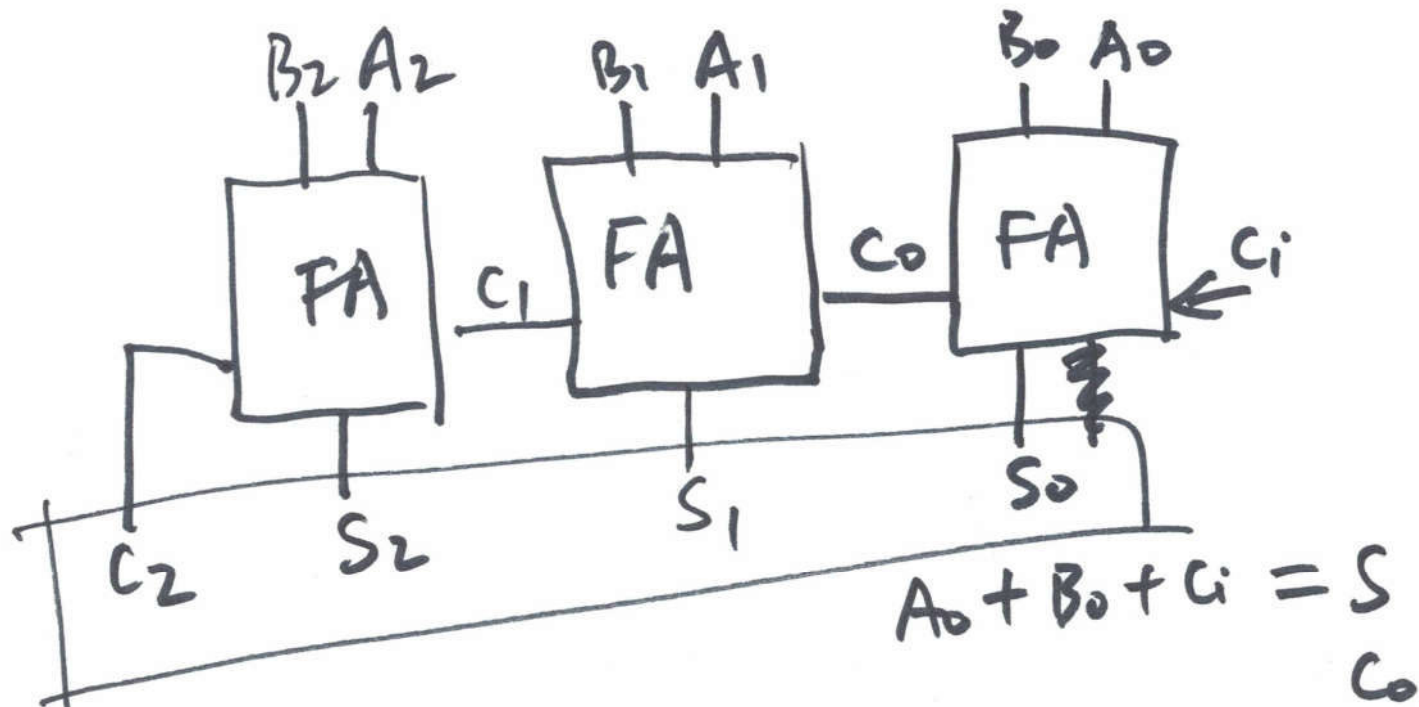 B2 A2 B1 A1 B0 A0
FA C1 FA C0 FA Ci
C2 S2 S1 S0
A0 + B0 + Ci = S
C0